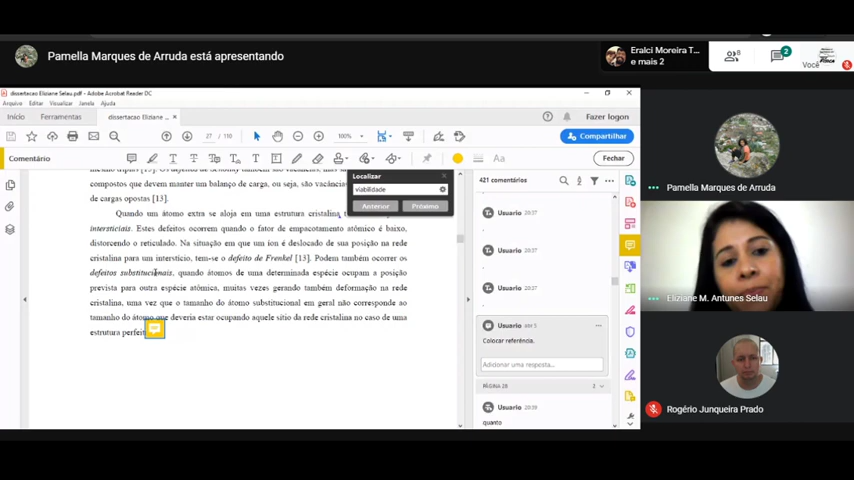 Pamella Marques de Arruda está apresentando
Eralci Moreira T...
e mais 2
8
2
Você
dissertacao Eliziane Selau.pdf - Adobe Acrobat Reader DC
Arquivo Editar Visualizar Janela Ajuda
Início Ferramentas dissertacao Eliziane ... × Fazer logon
27 / 110 100% Compartilhar
Comentário Aa Fechar
Localizar
viabilidade
Anterior Próximo
421 comentários
compostos que devem manter um balanço de carga, ou seja, são vacâncias
de cargas opostas [13].
Quando um átomo extra se aloja em uma estrutura cristalina
intersticiais. Estes defeitos ocorrem quando o fator de empacotamento atômico é baixo,
distorcendo o reticulado. Na situação em que um íon é deslocado de sua posição na rede
cristalina para um interstício, tem-se o defeito de Frenkel [13]. Podem também ocorrer os
defeitos substitucionais, quando átomos de uma determinada espécie ocupam a posição
prevista para outra espécie atômica, muitas vezes gerando também deformação na rede
cristalina, uma vez que o tamanho do átomo substitucional em geral não corresponde ao
tamanho do átomo que deveria estar ocupando aquele sítio da rede cristalina no caso de uma
estrutura perfeit
Usuario 20:37
Usuario 20:37
Usuario 20:37
Usuario abr 5
Colocar referência.
Adicionar uma resposta...
PÁGINA 28 3
Usuario 20:39
quanto
Pamella Marques de Arruda
Eliziane M. Antunes Selau
Rogério Junqueira Prado